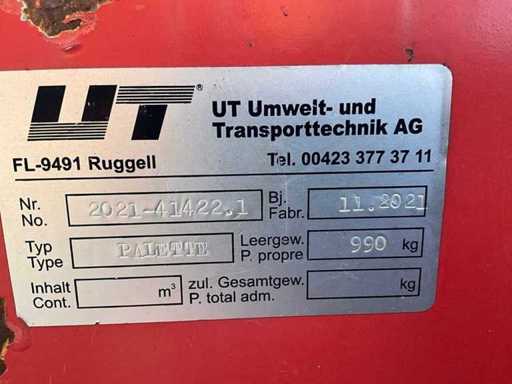 UT®
UT Umwelt- und
Transporttechnik AG
FL-9491 Ruggell Tel. 00423 377 37 11
Nr. No. 2021-41422.1 Bj. Fabr. 11.2021
Typ Type PALETTE Leergew. P. propre 990 kg
Inhalt Cont. m³ zul. Gesamtgew. P. total adm. kg